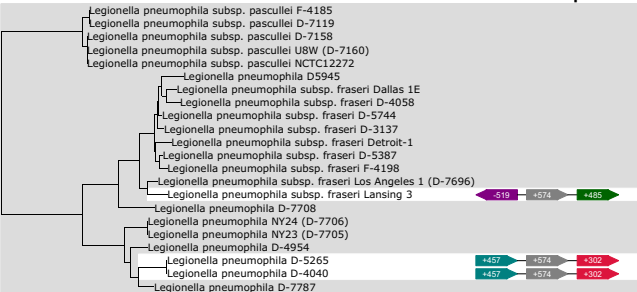 Legionella pneumophila subsp. pascullei F-4185
Legionella pneumophila subsp. pascullei D-7119
Legionella pneumophila subsp. pascullei D-7158
Legionella pneumophila subsp. pascullei U8W (D-7160)
Legionella pneumophila subsp. pascullei NCTC12272
Legionella pneumophila D5945
Legionella pneumophila subsp. fraseri Dallas 1E
Legionella pneumophila subsp. fraseri D-4058
Legionella pneumophila subsp. fraseri D-5744
Legionella pneumophila subsp. fraseri D-3137
Legionella pneumophila subsp. fraseri Detroit-1
Legionella pneumophila subsp. fraseri D-5387
Legionella pneumophila subsp. fraseri F-4198
Legionella pneumophila subsp. fraseri Los Angeles 1 (D-7696)
Legionella pneumophila subsp. fraseri Lansing 3 -519 +574 +485
Legionella pneumophila D-7708
Legionella pneumophila NY24 (D-7706)
Legionella pneumophila NY23 (D-7705)
Legionella pneumophila D-4954
Legionella pneumophila D-5265 +457 +574 +302
Legionella pneumophila D-4040 +457 +574 +302
Legionella pneumophila D-7787